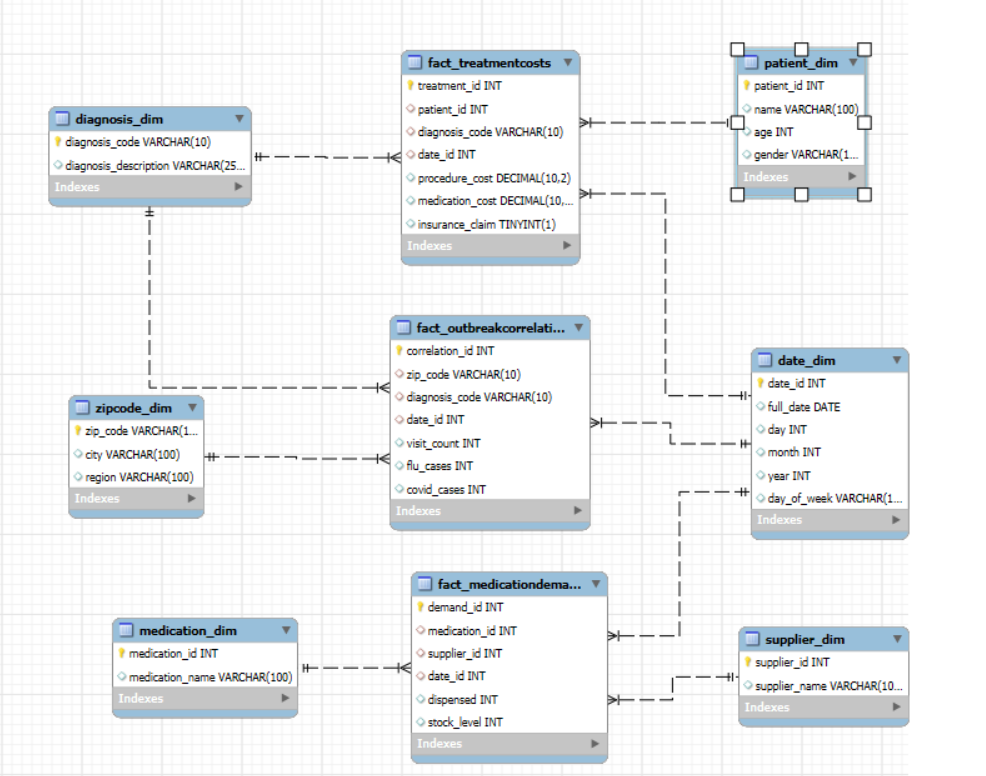 fact_treatmentcosts
treatment_id INT
patient_id INT
diagnosis_code VARCHAR(10)
date_id INT
procedure_cost DECIMAL(10,2)
medication_cost DECIMAL(10,...
insurance_claim TINYINT(1)
Indexes
patient_dim
patient_id INT
name VARCHAR(100)
age INT
gender VARCHAR(1...
Indexes
diagnosis_dim
diagnosis_code VARCHAR(10)
diagnosis_description VARCHAR(25...
Indexes
fact_outbreakcorrelati...
correlation_id INT
zip_code VARCHAR(10)
diagnosis_code VARCHAR(10)
date_id INT
visit_count INT
flu_cases INT
covid_cases INT
Indexes
date_dim
date_id INT
full_date DATE
day INT
month INT
year INT
day_of_week VARCHAR(1...
Indexes
zipcode_dim
zip_code VARCHAR(1...
city VARCHAR(100)
region VARCHAR(100)
Indexes
fact_medicationdema...
demand_id INT
medication_id INT
supplier_id INT
date_id INT
dispensed INT
stock_level INT
Indexes
medication_dim
medication_id INT
medication_name VARCHAR(100)
Indexes
supplier_dim
supplier_id INT
supplier_name VARCHAR(10...
Indexes